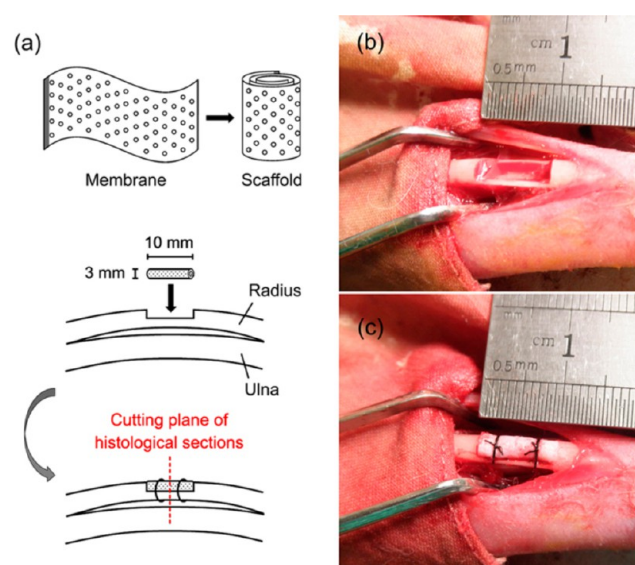 (a)
Membrane
Scaffold
10 mm
3 mm
Radius
Ulna
Cutting plane of
histological sections
(b)
cm 1
0.5mm
(c)
cm 1
0.5mm